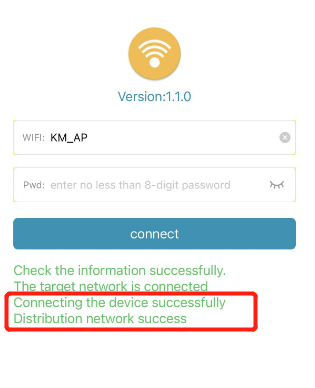 Version:1.1.0
WIFI: KM_AP
Pwd: enter no less than 8-digit password
connect
Check the information successfully.
The target network is connected
Connecting the device successfully
Distribution network success